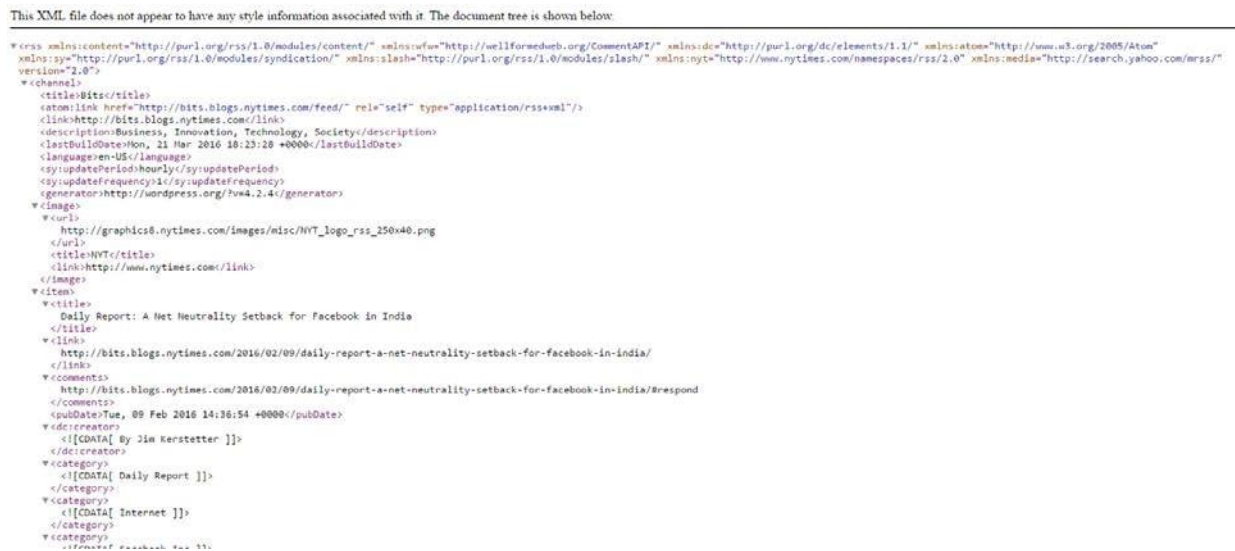 This XML file does not appear to have any style information associated with it. The document tree is shown below.
▼<rss xmlns:content="http://purl.org/rss/1.0/modules/content/" xmlns:wfw="http://wellformedweb.org/CommentAPI/" xmlns:dc="http://purl.org/dc/elements/1.1/" xmlns:atom="http://www.w3.org/2005/Atom"
xmlns:sy="http://purl.org/rss/1.0/modules/syndication/" xmlns:slash="http://purl.org/rss/1.0/modules/slash/" xmlns:nyt="http://www.nytimes.com/namespaces/rss/2.0" xmlns:media="http://search.yahoo.com/mrss/"
version="2.0">
▼<channel>
<title>Bits</title>
<atom:link href="http://bits.blogs.nytimes.com/feed/" rel="self" type="application/rss+xml"/>
<link>http://bits.blogs.nytimes.com</link>
<description>Business, Innovation, Technology, Society</description>
<lastBuildDate>Mon, 21 Mar 2016 18:23:28 +0000</lastBuildDate>
<language>en-US</language>
<sy:updatePeriod>hourly</sy:updatePeriod>
<sy:updateFrequency>1</sy:updateFrequency>
<generator>http://wordpress.org/?v=4.2.4</generator>
▼<image>
▼<url>
http://graphics8.nytimes.com/images/misc/NYT_logo_rss_250x40.png
</url>
<title>NYT</title>
<link>http://www.nytimes.com</link>
</image>
▼<item>
▼<title>
Daily Report: A Net Neutrality Setback for Facebook in India
</title>
▼<link>
http://bits.blogs.nytimes.com/2016/02/09/daily-report-a-net-neutrality-setback-for-facebook-in-india/
</link>
▼<comments>
http://bits.blogs.nytimes.com/2016/02/09/daily-report-a-net-neutrality-setback-for-facebook-in-india/#respond
</comments>
<pubDate>Tue, 09 Feb 2016 14:36:54 +0000</pubDate>
▼<dc:creator>
<![CDATA[ By Jim Kerstetter ]]>
</dc:creator>
▼<category>
<![CDATA[ Daily Report ]]>
</category>
▼<category>
<![CDATA[ Internet ]]>
</category>
▼<category>